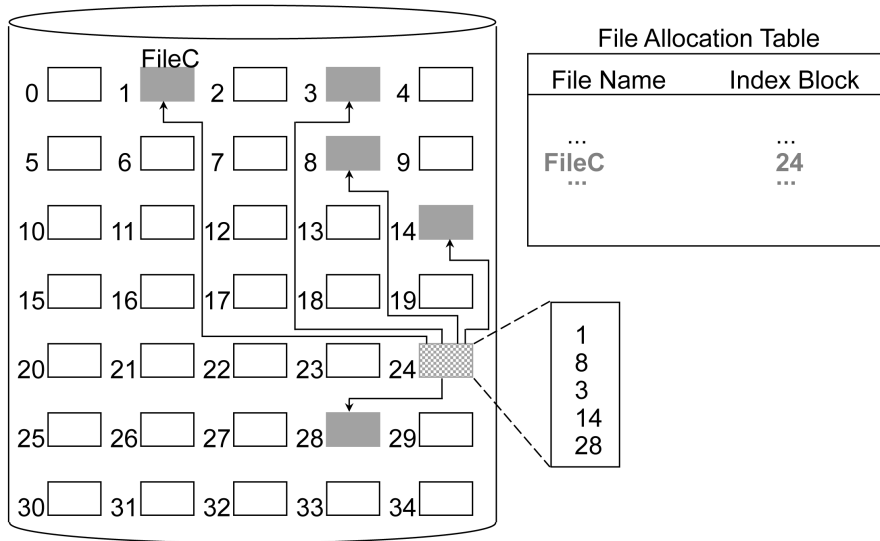 FileC
0 1 2 3 4
5 6 7 8 9
10 11 12 13 14
15 16 17 18 19
20 21 22 23 24
25 26 27 28 29
30 31 32 33 34
File Allocation Table
File Name Index Block
... ...
FileC 24
... ...
1
8
3
14
28